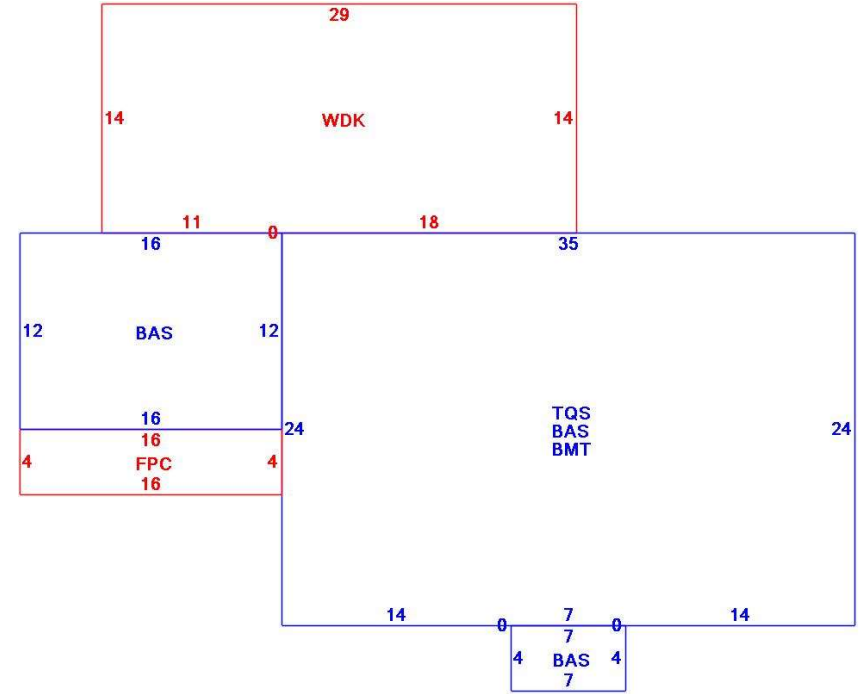 29
14 WDK 14
11 0 18
16 35
12 BAS 12
16
24 24
16
4 FPC 4
16
TQS
BAS
BMT
14 0 7 0 14
7
4 BAS 4
7